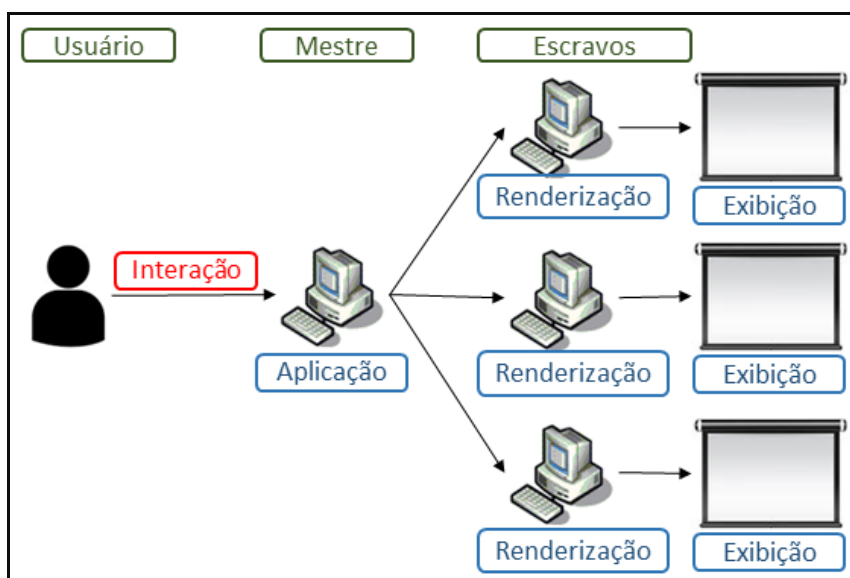 Usuário
Mestre
Escravos
Renderização
Exibição
Interação
Aplicação
Renderização
Exibição
Renderização
Exibição